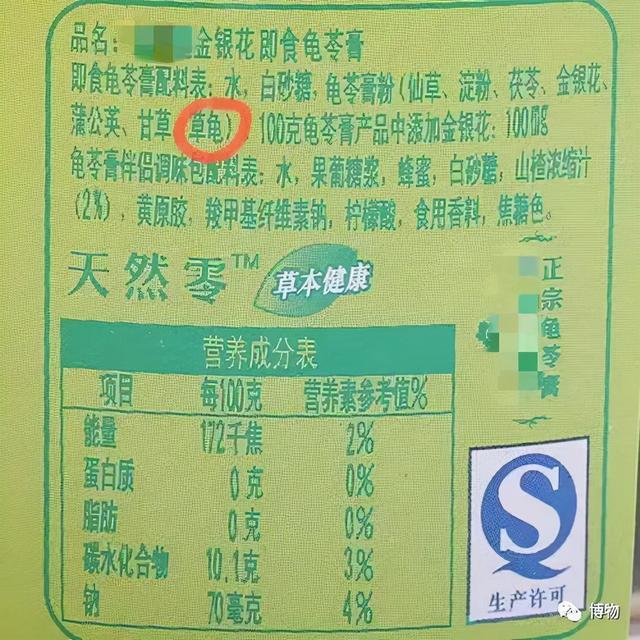 品名: 金银花即食龟苓膏
即食龟苓膏配料表：水，白砂糖，龟苓膏粉（仙草、淀粉、茯苓、金银花、
蒲公英、甘草、草龟） 100克龟苓膏产品中添加金银花：100mg
龟苓膏伴侣调味包配料表：水，果葡糖浆，蜂蜜，白砂糖，山楂浓缩汁
（2%），黄原胶，羧甲基纤维素钠，柠檬酸，食用香料，焦糖色。
天然零™
草本健康
正宗龟苓膏
营养成分表
项目 每100克 营养素参考值%
能量 172千焦 2%
蛋白质 0克 0%
脂肪 0克 0%
碳水化合物 10.1克 3%
钠 70毫克 4%
生产许可
博物